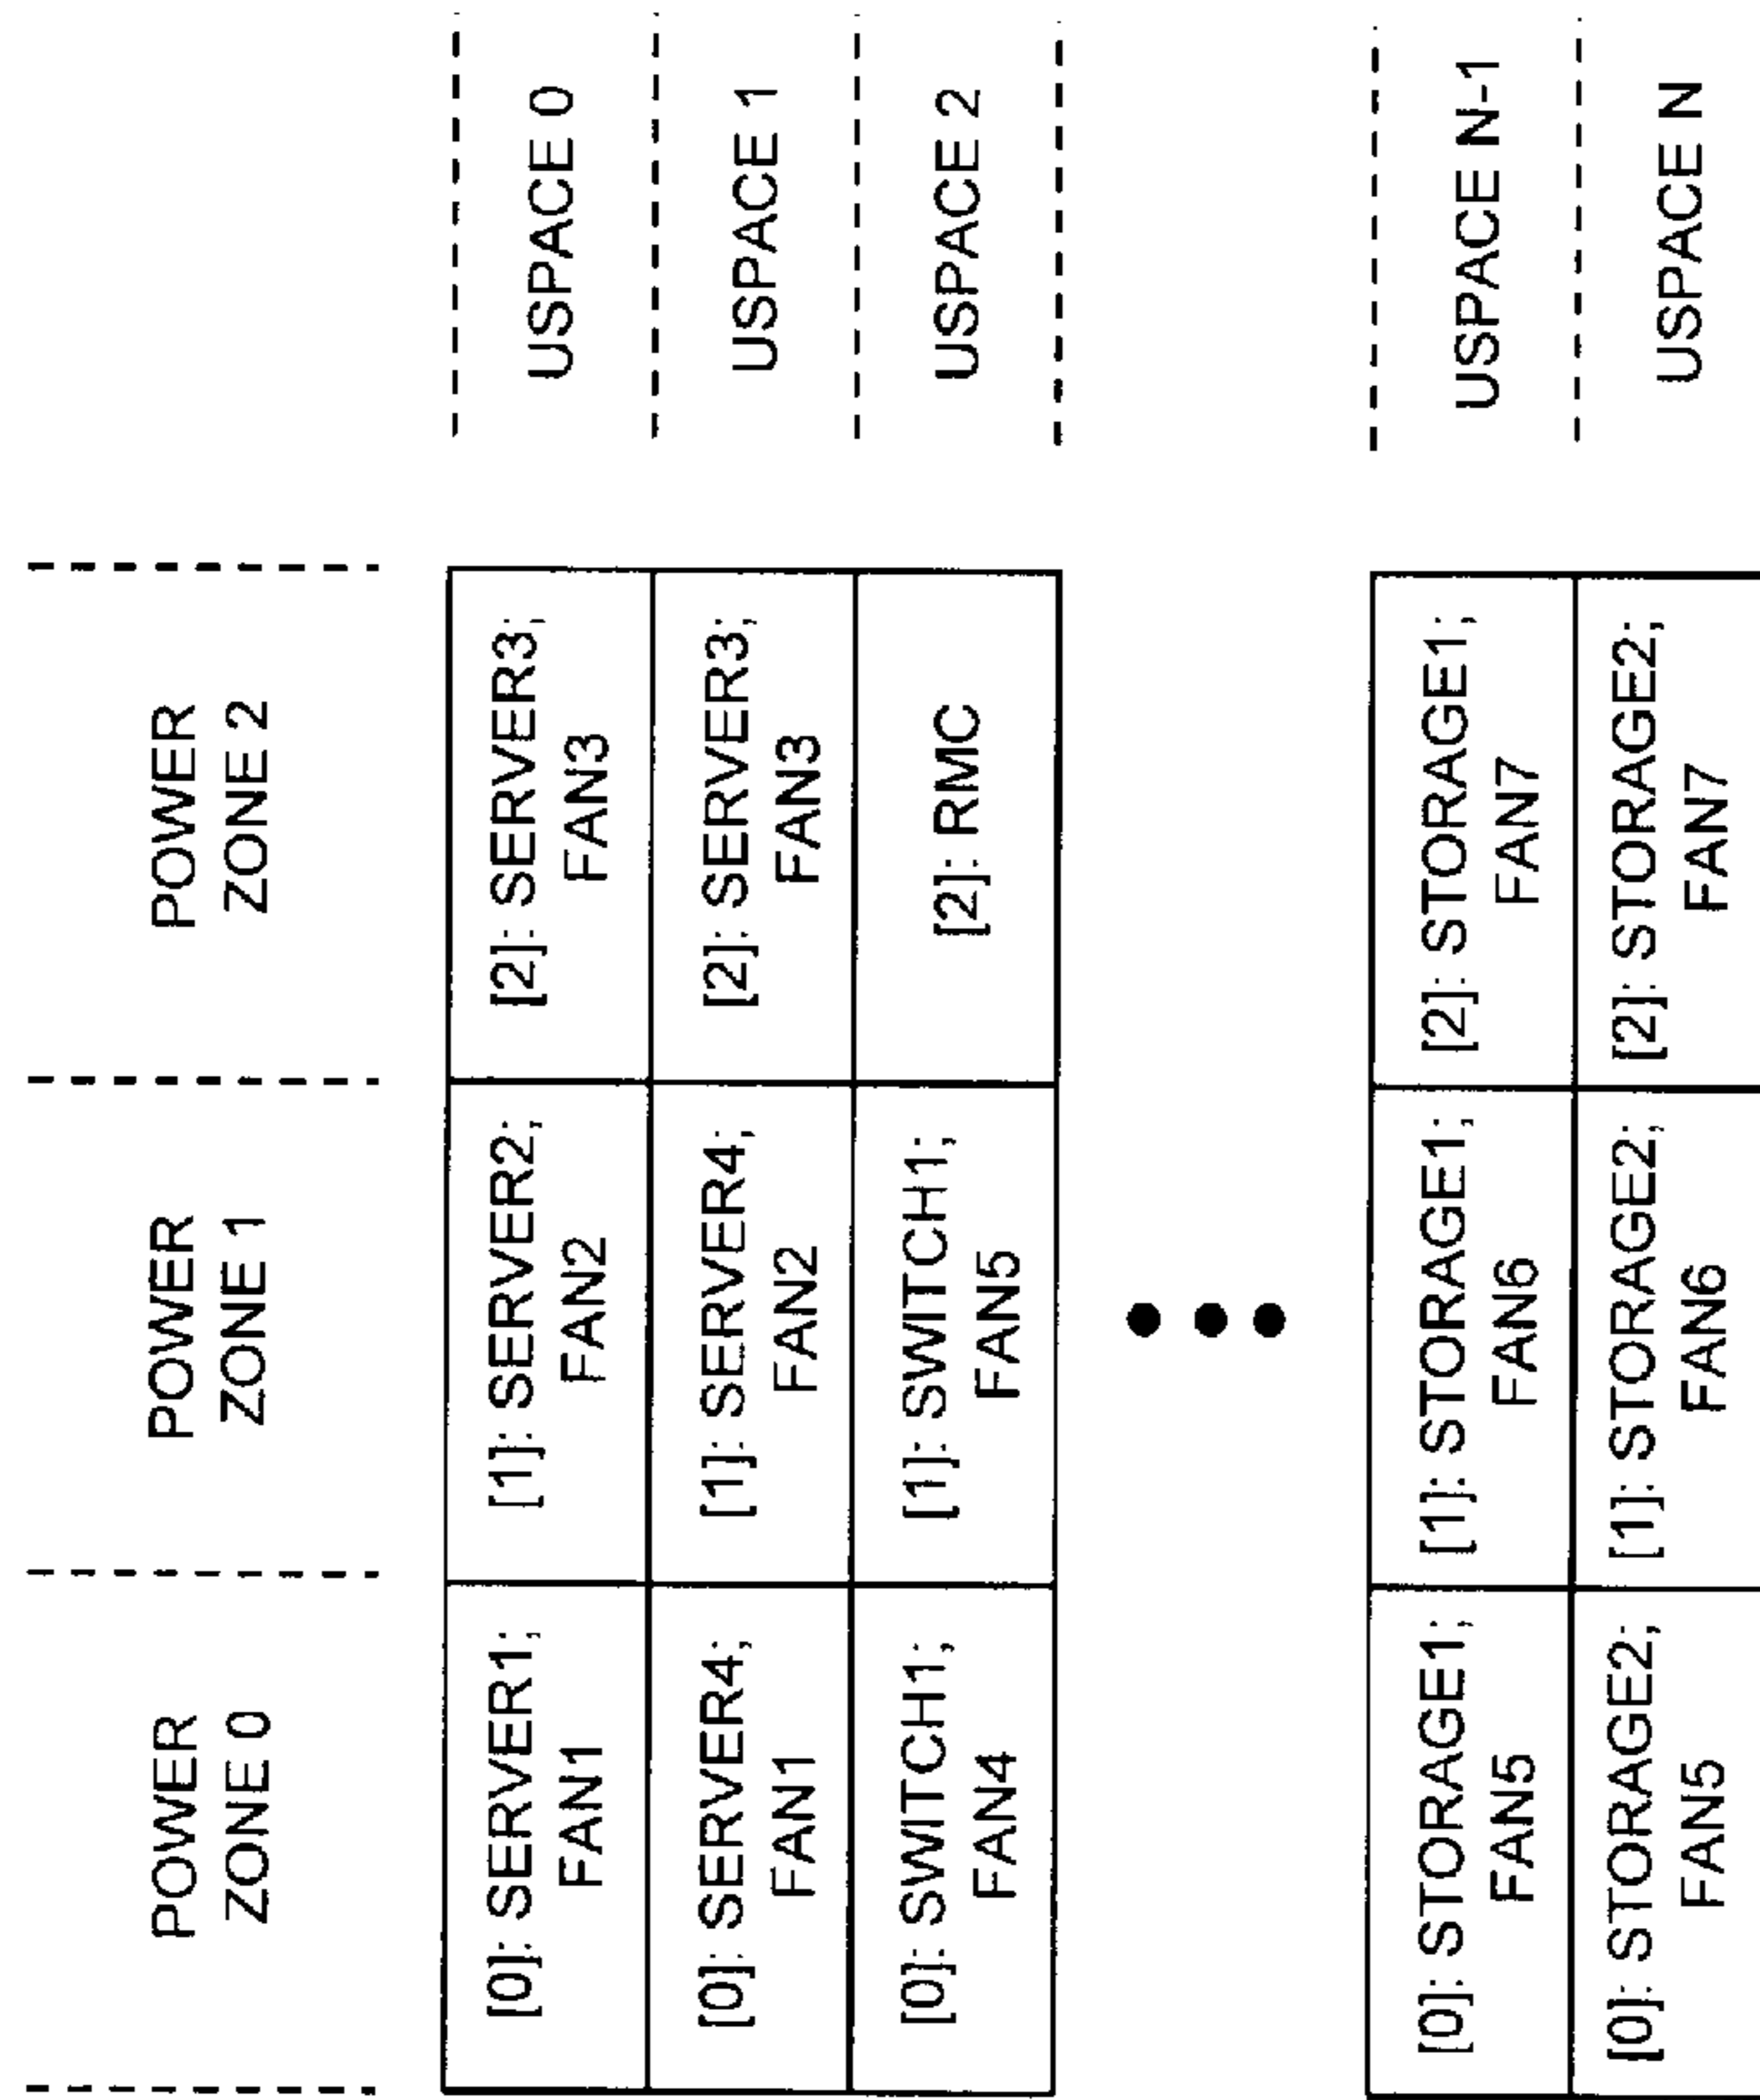 POWER
ZONE 0
POWER
ZONE 1
POWER
ZONE 2
[0]: SERVER1;
FAN1
[1]: SERVER2;
FAN2
[2]: SERVER3;
FAN3
USPACE 0
[0]: SERVER4;
FAN1
[1]: SERVER4;
FAN2
[2]: SERVER3;
FAN3
USPACE 1
[0]: SWITCH1;
FAN4
[1]: SWITCH1;
FAN5
[2]: RMC
USPACE 2
[0]: STORAGE1;
FAN5
[1]: STORAGE1;
FAN6
[2]: STORAGE1;
FAN7
USPACE N-1
[0]: STORAGE2;
FAN5
[1]: STORAGE2;
FAN6
[2]: STORAGE2;
FAN7
USPACE N